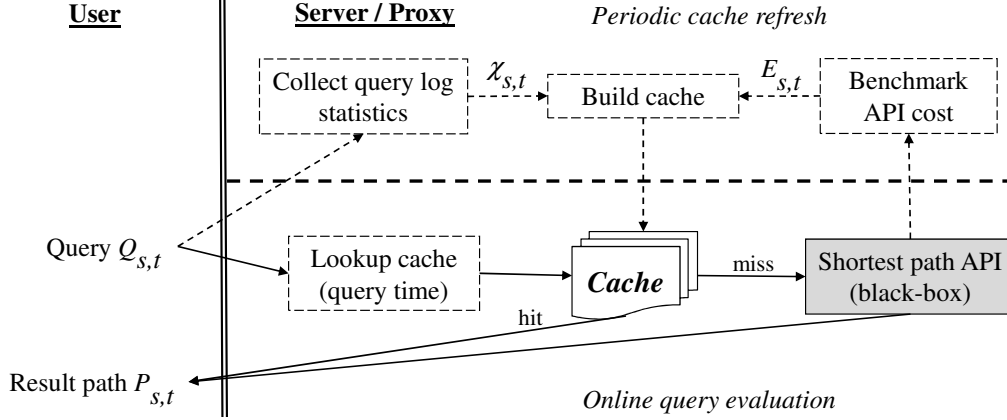 User
Server / Proxy
Periodic cache refresh
Collect query log
statistics
χs,t
Build cache
Es,t
Benchmark
API cost
Query Qs,t
Lookup cache
(query time)
Cache
miss
Shortest path API
(black-box)
hit
Result path Ps,t
Online query evaluation